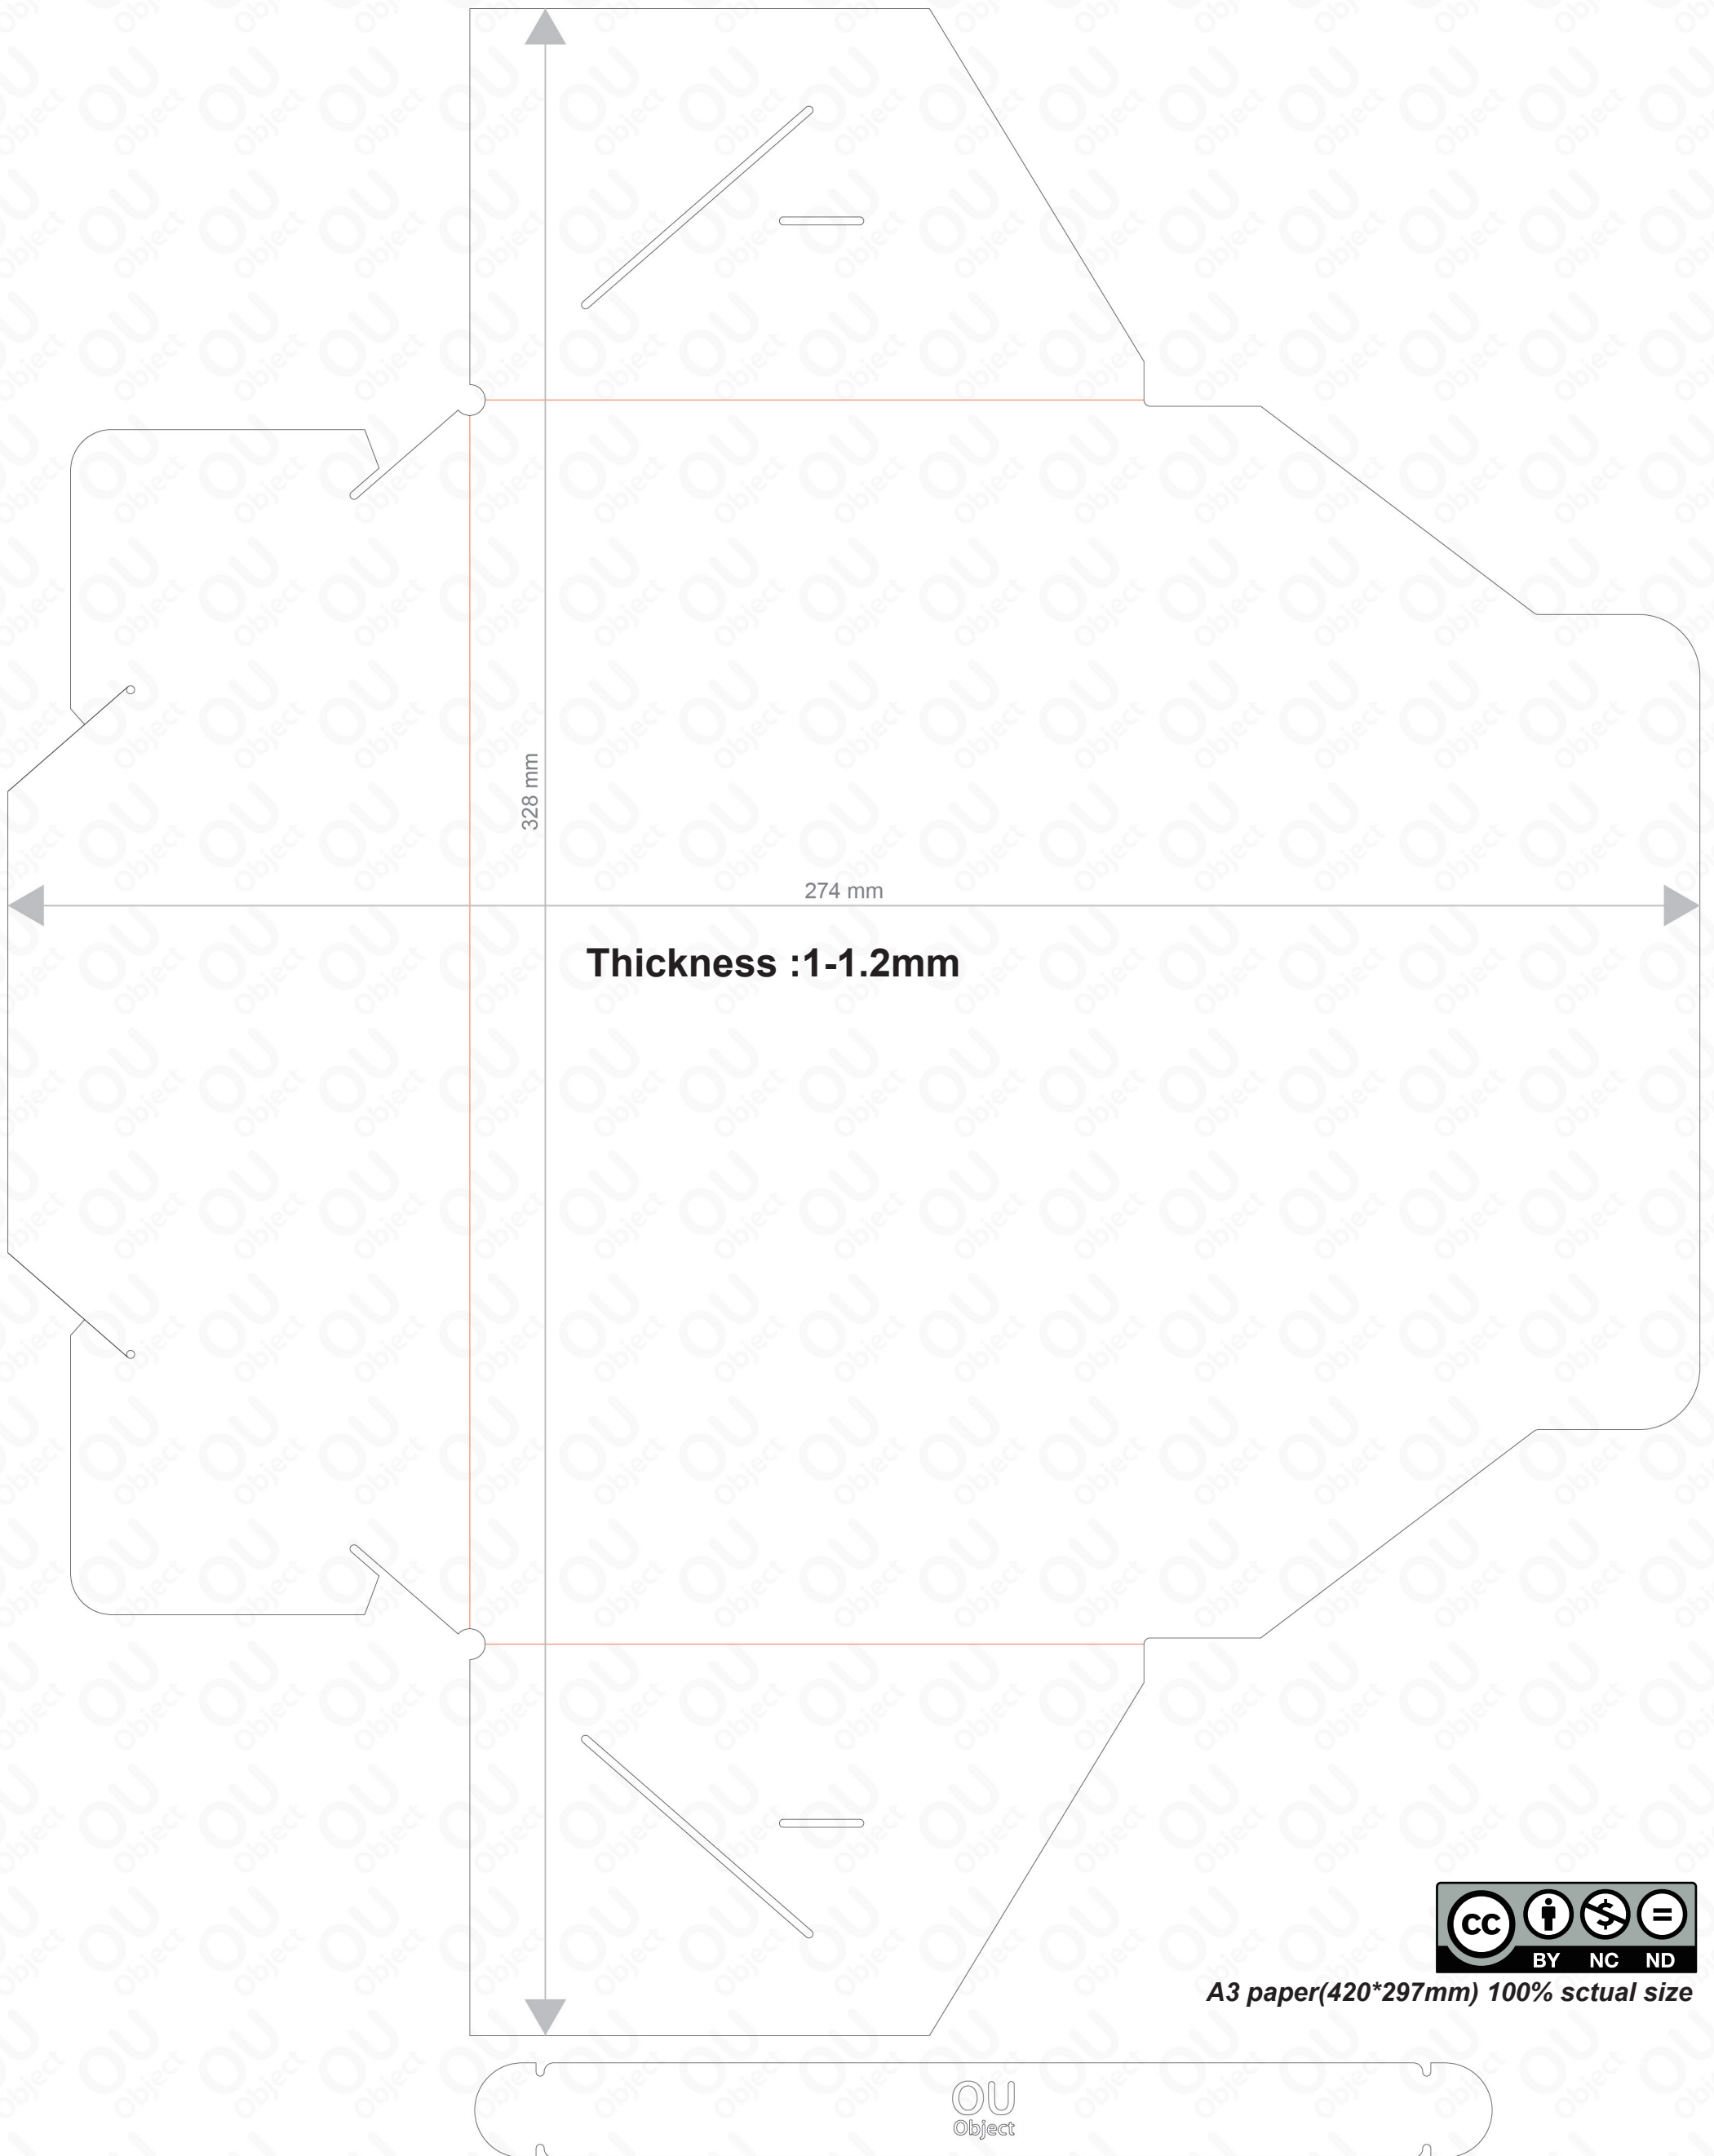 328 mm
274 mm
Thickness :1-1.2mm
cc
BY NC ND
A3 paper(420*297mm) 100% sctual size
OU
Object